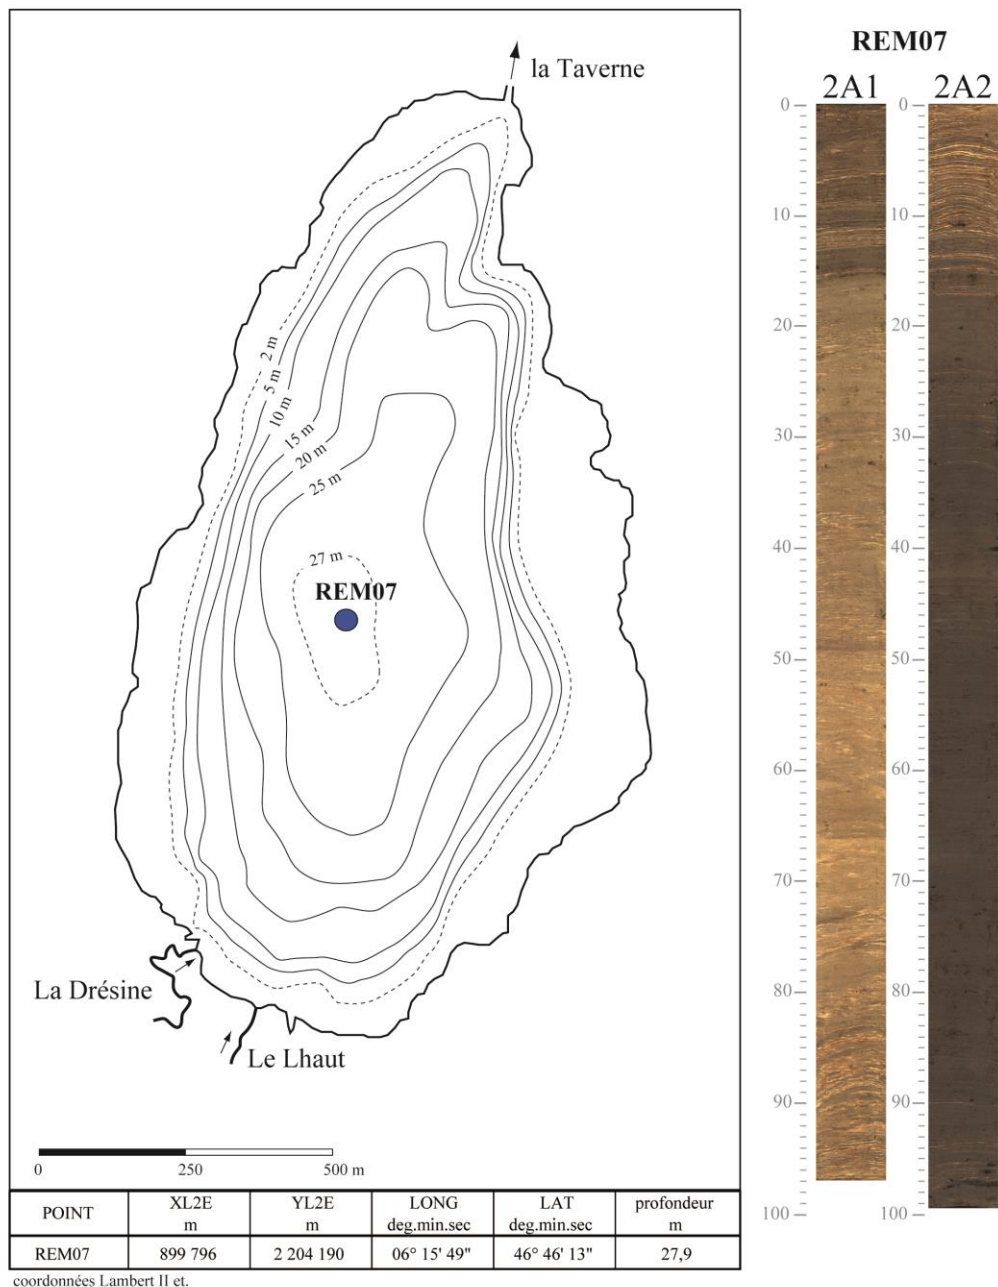 la Taverne
2 m
5 m
10 m
15 m
20 m
25 m
27 m
REM07
La Drésine
Le Lhaut
0 250 500 m
POINT XL2E m YL2E m LONG deg.min.sec LAT deg.min.sec profondeur m
REM07 899 796 2 204 190 06° 15' 49" 46° 46' 13" 27,9
coordonnées Lambert II et.
REM07
2A1 2A2
0 0
10 10
20 20
30 30
40 40
50 50
60 60
70 70
80 80
90 90
100 100